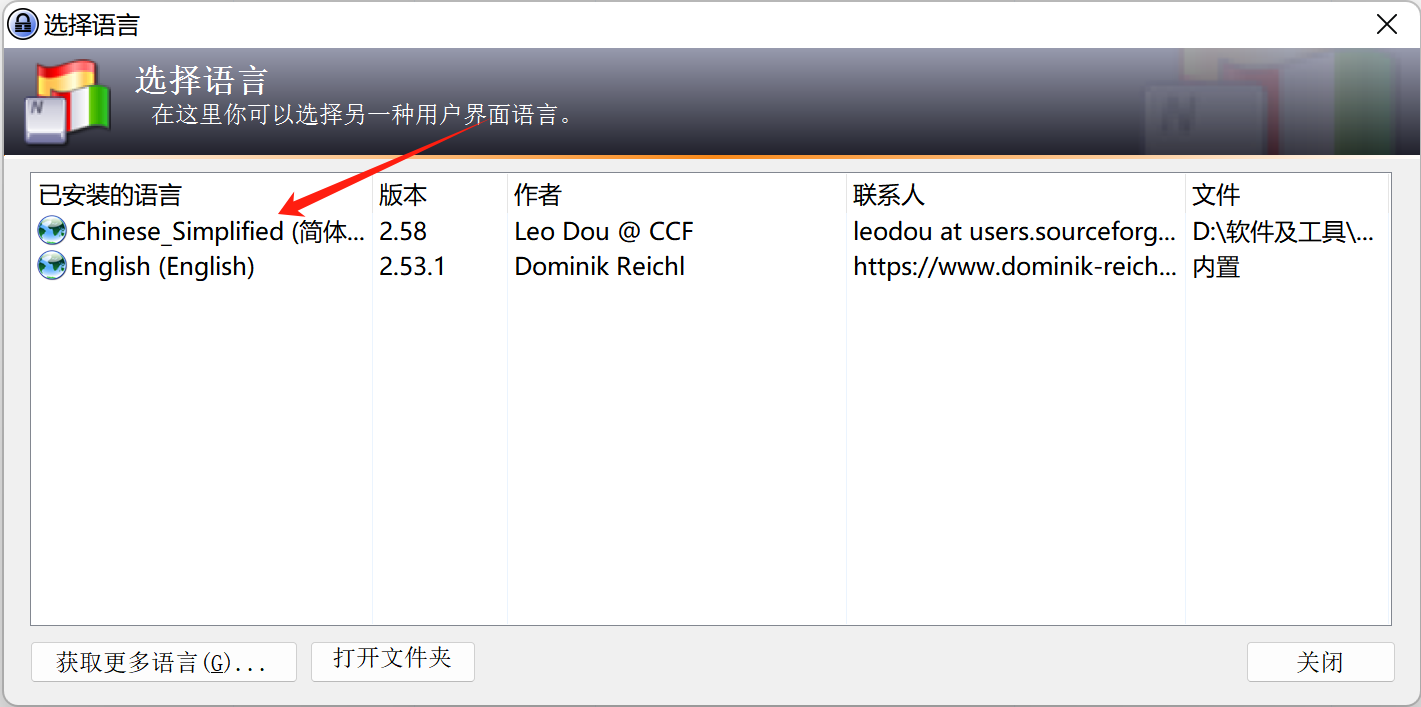 选择语言
选择语言
在这里你可以选择另一种用户界面语言。
已安装的语言 版本 作者 联系人 文件
Chinese_Simplified (简体... 2.58 Leo Dou @ CCF leodou at users.sourceforg... D:\软件及工具\...
English (English) 2.53.1 Dominik Reichl https://www.dominik-reich... 内置
获取更多语言(G)... 打开文件夹 关闭